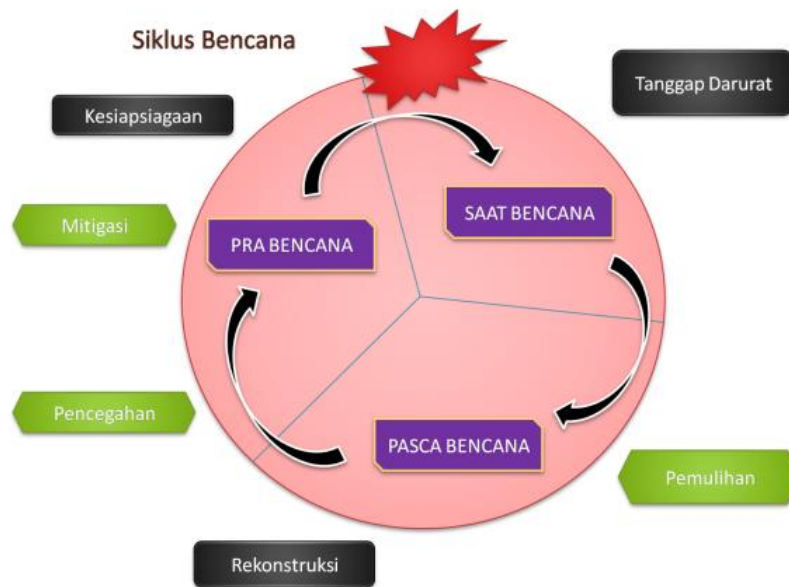 Siklus Bencana
Kesiapsiagaan
Tanggap Darurat
Mitigasi
PRA BENCANA
SAAT BENCANA
Pencegahan
PASCA BENCANA
Pemulihan
Rekonstruksi